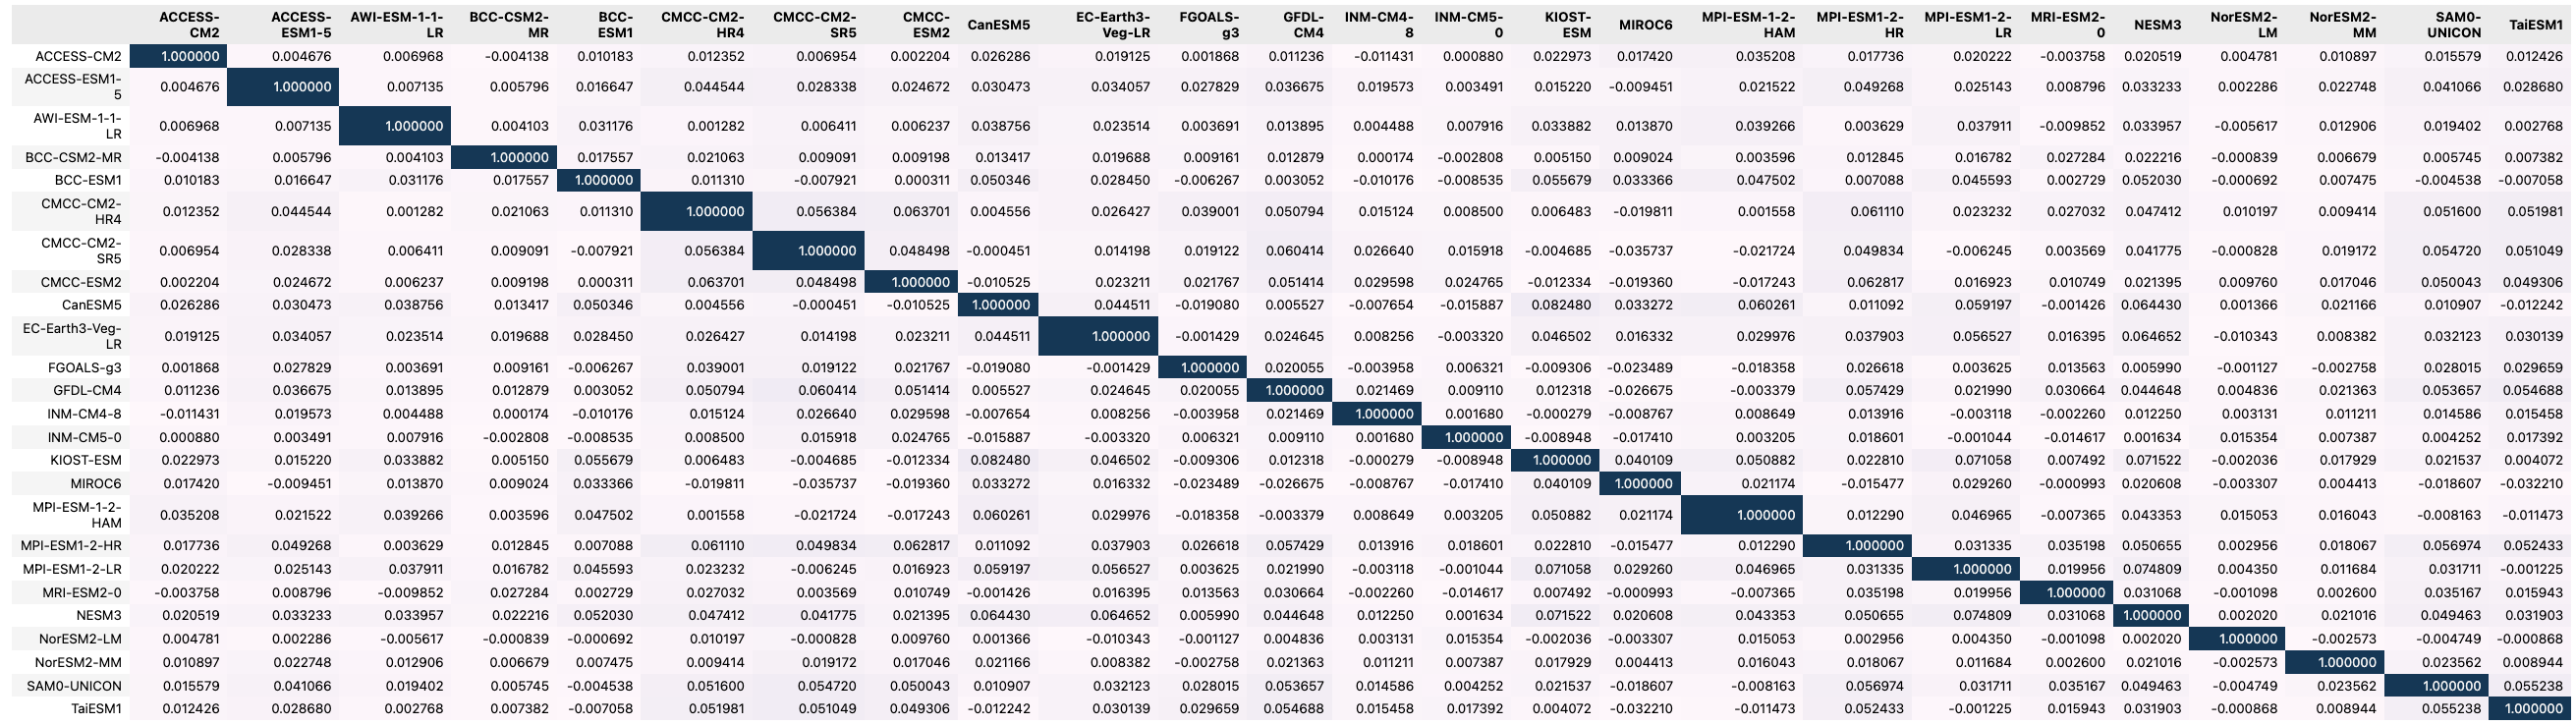 ACCESS- ACCESS- AWI-ESM-1-1- BCC-CSM2- BCC- CMCC-CM2- CMCC-CM2- CMCC- CanESM5 EC-Earth3- FGOALS- GFDL- INM-CM4- INM-CM5- KIOST- MIROC6 MPI-ESM-1-2- MPI-ESM1-2- MPI-ESM1-2- MRI-ESM2- NESM3 NorESM2- NorESM2- SAM0- TaiESM1
CM2 ESM1-5 LR MR ESM1 HR4 SR5 ESM2 Veg-LR g3 CM4 8 0 ESM HAM HR LR 0 LM MM UNICON
ACCESS-CM2 1.000000 0.004676 0.006968 -0.004138 0.010183 0.012352 0.006954 0.002204 0.026286 0.019125 0.001868 0.011236 -0.011431 0.000880 0.022973 0.017420 0.035208 0.017736 0.020222 -0.003758 0.020519 0.004781 0.010897 0.015579 0.012426
ACCESS-ESM1-
5 0.004676 1.000000 0.007135 0.005796 0.016647 0.044544 0.028338 0.024672 0.030473 0.034057 0.027829 0.036675 0.019573 0.003491 0.015220 -0.009451 0.021522 0.049268 0.025143 0.008796 0.033233 0.002286 0.022748 0.041066 0.028680
AWI-ESM-1-1-
LR 0.006968 0.007135 1.000000 0.004103 0.031176 0.001282 0.006411 0.006237 0.038756 0.023514 0.003691 0.013895 0.004488 0.007916 0.033882 0.013870 0.039266 0.003629 0.037911 -0.009852 0.033957 -0.005617 0.012906 0.019402 0.002768
BCC-CSM2-MR -0.004138 0.005796 0.004103 1.000000 0.017557 0.021063 0.009091 0.009198 0.013417 0.019688 0.009161 0.012879 0.000174 -0.002808 0.005150 0.009024 0.003596 0.012845 0.016782 0.027284 0.022216 -0.000839 0.006679 0.005745 0.007382
BCC-ESM1 0.010183 0.016647 0.031176 0.017557 1.000000 0.011310 -0.007921 0.000311 0.050346 0.028450 -0.006267 0.003052 -0.010176 -0.008535 0.055679 0.033366 0.047502 0.007088 0.045593 0.002729 0.052030 -0.000692 0.007475 -0.004538 -0.007058
CMCC-CM2-
HR4 0.012352 0.044544 0.001282 0.021063 0.011310 1.000000 0.056384 0.063701 0.004556 0.026427 0.039001 0.050794 0.015124 0.008500 0.006483 -0.019811 0.001558 0.061110 0.023232 0.027032 0.047412 0.010197 0.009414 0.051600 0.051981
CMCC-CM2-
SR5 0.006954 0.028338 0.006411 0.009091 -0.007921 0.056384 1.000000 0.048498 -0.000451 0.014198 0.019122 0.060414 0.026640 0.015918 -0.004685 -0.035737 -0.021724 0.049834 -0.006245 0.003569 0.041775 -0.000828 0.019172 0.054720 0.051049
CMCC-ESM2 0.002204 0.024672 0.006237 0.009198 0.000311 0.063701 0.048498 1.000000 -0.010525 0.023211 0.021767 0.051414 0.029598 0.024765 -0.012334 -0.019360 -0.017243 0.062817 0.016923 0.010749 0.021395 0.009760 0.017046 0.050043 0.049306
CanESM5 0.026286 0.030473 0.038756 0.013417 0.050346 0.004556 -0.000451 -0.010525 1.000000 0.044511 -0.019080 0.005527 -0.007654 -0.015887 0.082480 0.033272 0.060261 0.011092 0.059197 -0.001426 0.064430 0.001366 0.021166 0.010907 -0.012242
EC-Earth3-Veg-
LR 0.019125 0.034057 0.023514 0.019688 0.028450 0.026427 0.014198 0.023211 0.044511 1.000000 -0.001429 0.024645 0.008256 -0.003320 0.046502 0.016332 0.029976 0.037903 0.056527 0.016395 0.064652 -0.010343 0.008382 0.032123 0.030139
FGOALS-g3 0.001868 0.027829 0.003691 0.009161 -0.006267 0.039001 0.019122 0.021767 -0.019080 -0.001429 1.000000 0.020055 -0.003958 0.006321 -0.009306 -0.023489 -0.018358 0.026618 0.003625 0.013563 0.005990 -0.001127 -0.002758 0.028015 0.029659
GFDL-CM4 0.011236 0.036675 0.013895 0.012879 0.003052 0.050794 0.060414 0.051414 0.005527 0.024645 0.020055 1.000000 0.021469 0.009110 0.012318 -0.026675 -0.003379 0.057429 0.021990 0.030664 0.044648 0.004836 0.021363 0.053657 0.054688
INM-CM4-8 -0.011431 0.019573 0.004488 0.000174 -0.010176 0.015124 0.026640 0.029598 -0.007654 0.008256 -0.003958 0.021469 1.000000 0.001680 -0.000279 -0.008767 0.008649 0.013916 -0.003118 -0.002260 0.012250 0.003131 0.011211 0.014586 0.015458
INM-CM5-0 0.000880 0.003491 0.007916 -0.002808 -0.008535 0.008500 0.015918 0.024765 -0.015887 -0.003320 0.006321 0.009110 0.001680 1.000000 -0.008948 -0.017410 0.003205 0.018601 -0.001044 -0.014617 0.001634 0.015354 0.007387 0.004252 0.017392
KIOST-ESM 0.022973 0.015220 0.033882 0.005150 0.055679 0.006483 -0.004685 -0.012334 0.082480 0.046502 -0.009306 0.012318 -0.000279 -0.008948 1.000000 0.040109 0.050882 0.022810 0.071058 0.007492 0.071522 -0.002036 0.017929 0.021537 0.004072
MIROC6 0.017420 -0.009451 0.013870 0.009024 0.033366 -0.019811 -0.035737 -0.019360 0.033272 0.016332 -0.023489 -0.026675 -0.008767 -0.017410 0.040109 1.000000 0.021174 -0.015477 0.029260 -0.000993 0.020608 -0.003307 0.004413 -0.018607 -0.032210
MPI-ESM-1-2-
HAM 0.035208 0.021522 0.039266 0.003596 0.047502 0.001558 -0.021724 -0.017243 0.060261 0.029976 -0.018358 -0.003379 0.008649 0.003205 0.050882 0.021174 1.000000 0.012290 0.046965 -0.007365 0.043353 0.015053 0.016043 -0.008163 -0.011473
MPI-ESM1-2-HR 0.017736 0.049268 0.003629 0.012845 0.007088 0.061110 0.049834 0.062817 0.011092 0.037903 0.026618 0.057429 0.013916 0.018601 0.022810 -0.015477 0.012290 1.000000 0.031335 0.035198 0.050655 0.002956 0.018067 0.056974 0.052433
MPI-ESM1-2-LR 0.020222 0.025143 0.037911 0.016782 0.045593 0.023232 -0.006245 0.016923 0.059197 0.056527 0.003625 0.021990 -0.003118 -0.001044 0.071058 0.029260 0.046965 0.031335 1.000000 0.019956 0.074809 0.004350 0.011684 0.031711 -0.001225
MRI-ESM2-0 -0.003758 0.008796 -0.009852 0.027284 0.002729 0.027032 0.003569 0.010749 -0.001426 0.016395 0.013563 0.030664 -0.002260 -0.014617 0.007492 -0.000993 -0.007365 0.035198 0.019956 1.000000 0.031068 -0.001098 0.002600 0.035167 0.015943
NESM3 0.020519 0.033233 0.033957 0.022216 0.052030 0.047412 0.041775 0.021395 0.064430 0.064652 0.005990 0.044648 0.012250 0.001634 0.071522 0.020608 0.043353 0.050655 0.074809 0.031068 1.000000 0.002020 0.021016 0.049463 0.031903
NorESM2-LM 0.004781 0.002286 -0.005617 -0.000839 -0.000692 0.010197 -0.000828 0.009760 0.001366 -0.010343 -0.001127 0.004836 0.003131 0.015354 -0.002036 -0.003307 0.015053 0.002956 0.004350 -0.001098 0.002020 1.000000 -0.002573 -0.004749 -0.000868
NorESM2-MM 0.010897 0.022748 0.012906 0.006679 0.007475 0.009414 0.019172 0.017046 0.021166 0.008382 -0.002758 0.021363 0.011211 0.007387 0.017929 0.004413 0.016043 0.018067 0.011684 0.002600 0.021016 -0.002573 1.000000 0.023562 0.008944
SAM0-UNICON 0.015579 0.041066 0.019402 0.005745 -0.004538 0.051600 0.054720 0.050043 0.010907 0.032123 0.028015 0.053657 0.014586 0.004252 0.021537 -0.018607 -0.008163 0.056974 0.031711 0.035167 0.049463 -0.004749 0.023562 1.000000 0.055238
TaiESM1 0.012426 0.028680 0.002768 0.007382 -0.007058 0.051981 0.051049 0.049306 -0.012242 0.030139 0.029659 0.054688 0.015458 0.017392 0.004072 -0.032210 -0.011473 0.052433 -0.001225 0.015943 0.031903 -0.000868 0.008944 0.055238 1.000000